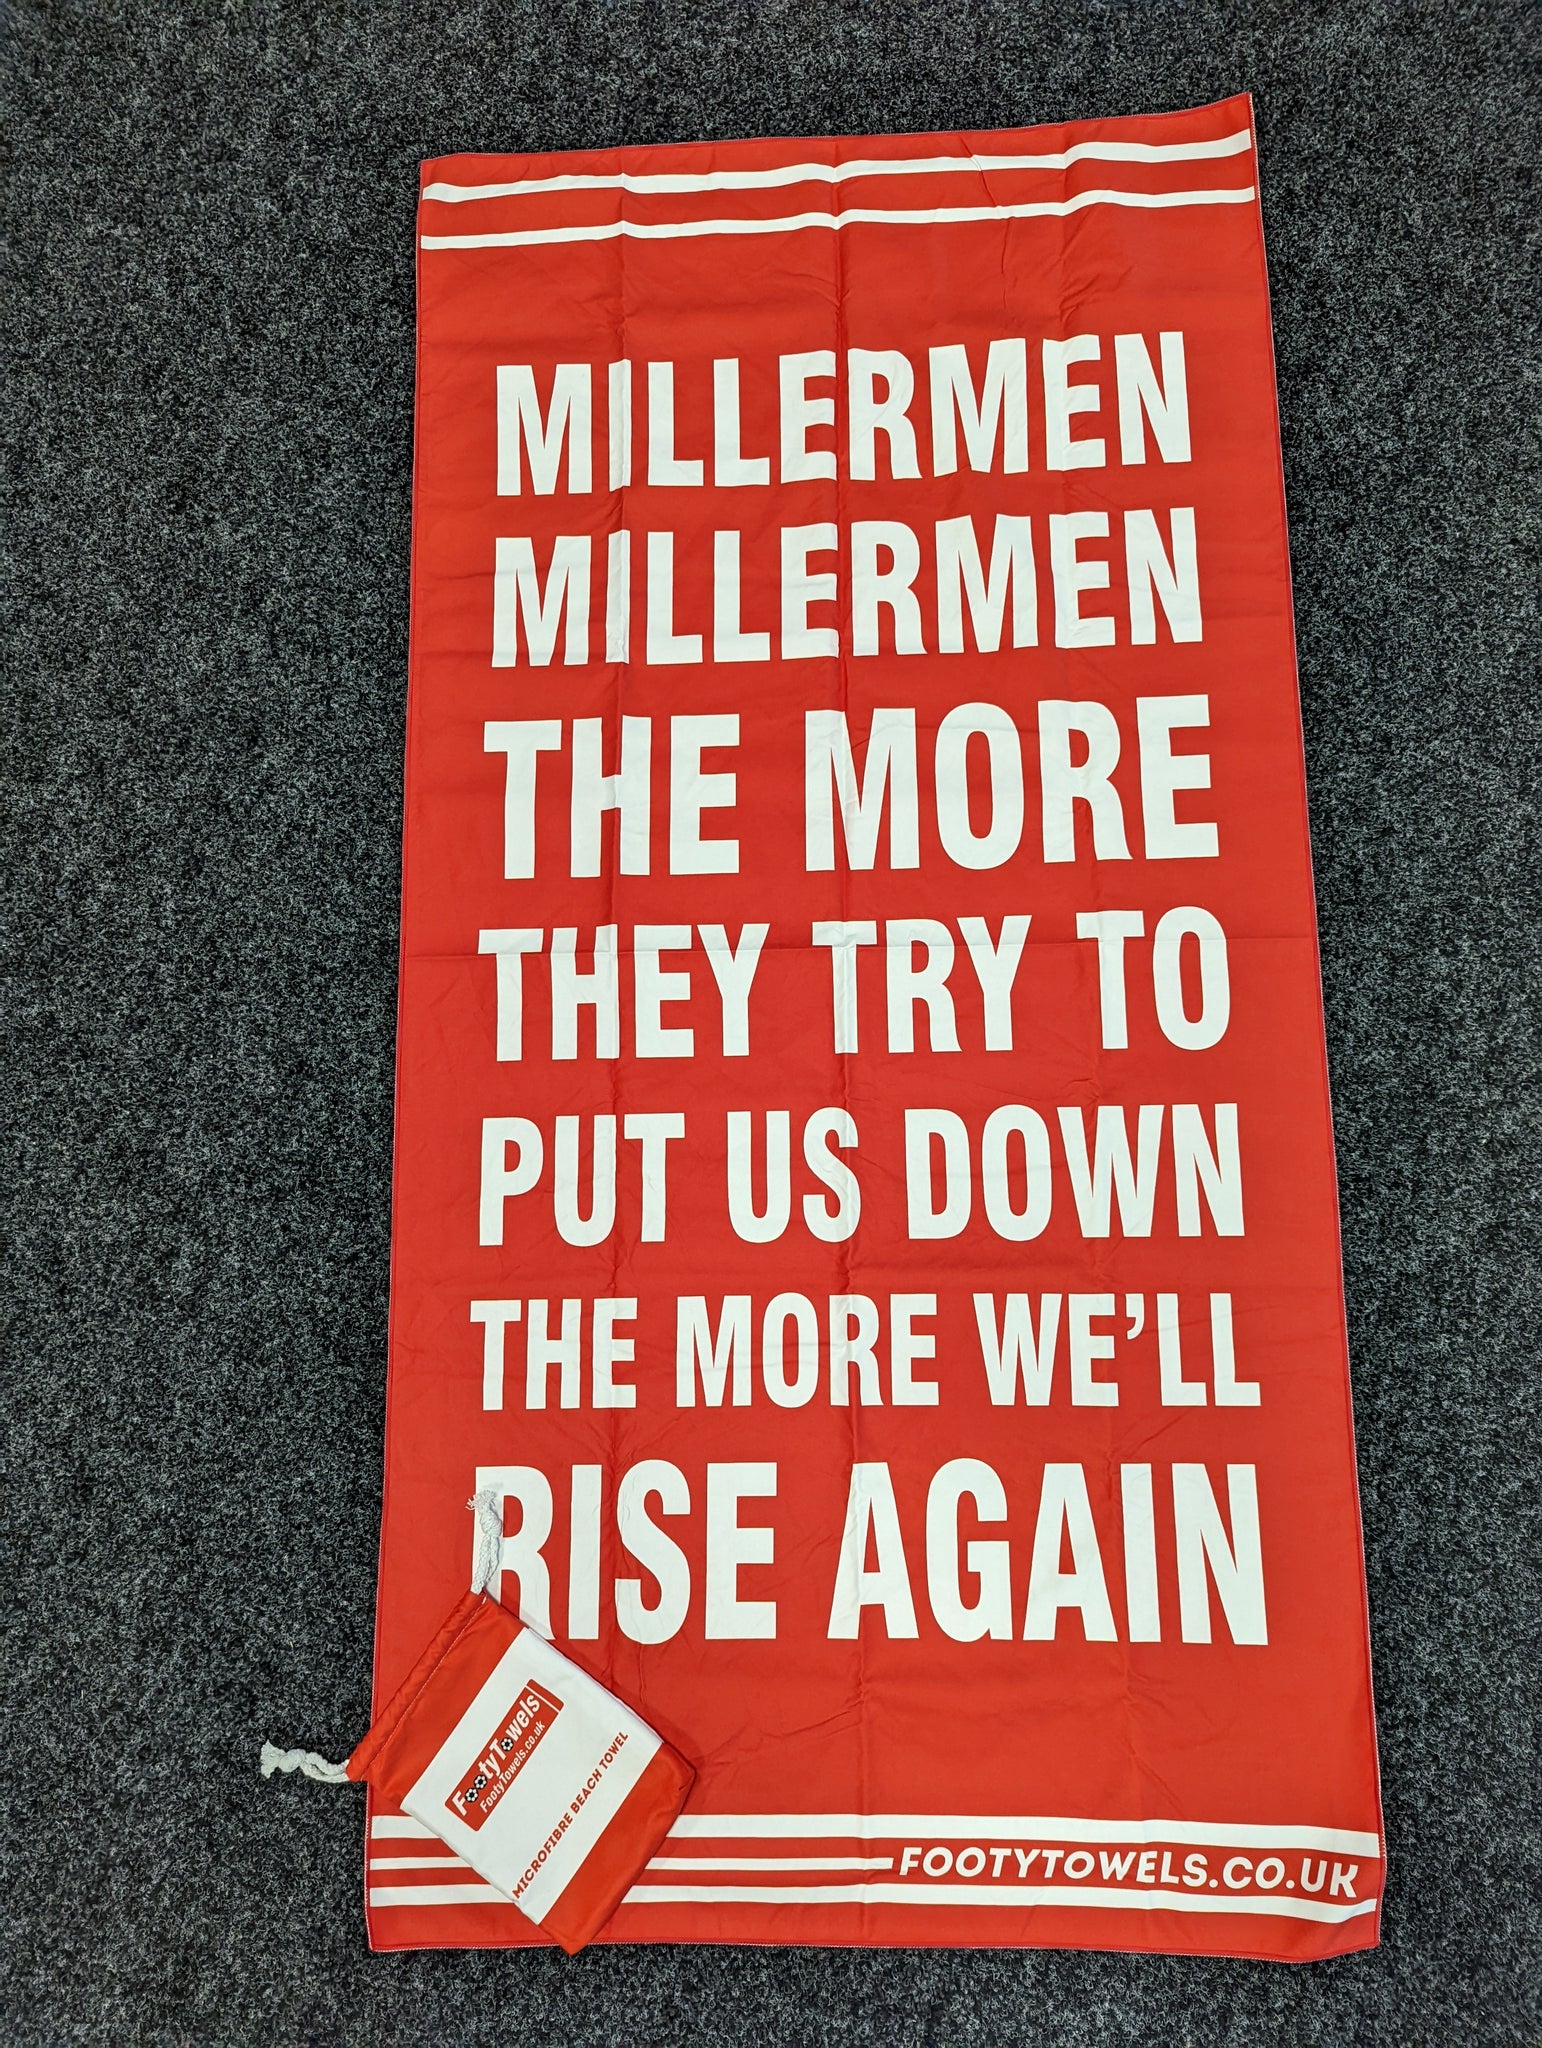 MILLERMEN
MILLERMEN
THE MORE
THEY TRY TO
PUT US DOWN
THE MORE WE'LL
RISE AGAIN
FootyTowels
FootyTowels.co.uk
MICROFIBRE BEACH TOWEL
FOOTYTOWELS.CO.UK